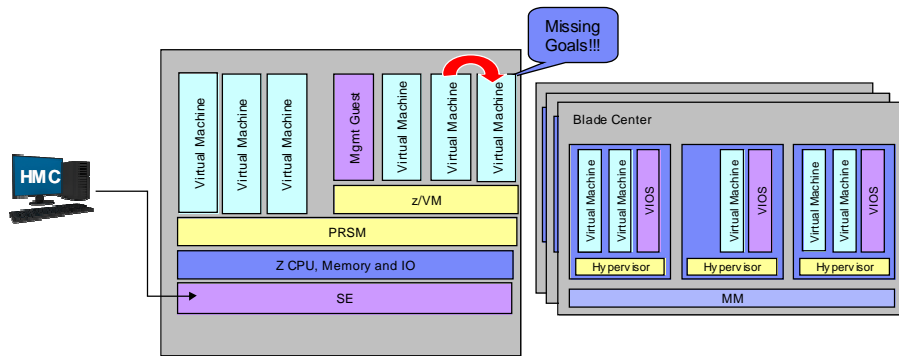 Missing
Goals!!!
HMC
Virtual Machine
Virtual Machine
Virtual Machine
Mgmt Guest
Virtual Machine
Virtual Machine
Virtual Machine
z/VM
PRSM
Z CPU, Memory and IO
SE
Blade Center
Virtual Machine
Virtual Machine
VIOS
Hypervisor
Virtual Machine
VIOS
Hypervisor
Virtual Machine
Virtual Machine
VIOS
Hypervisor
MM